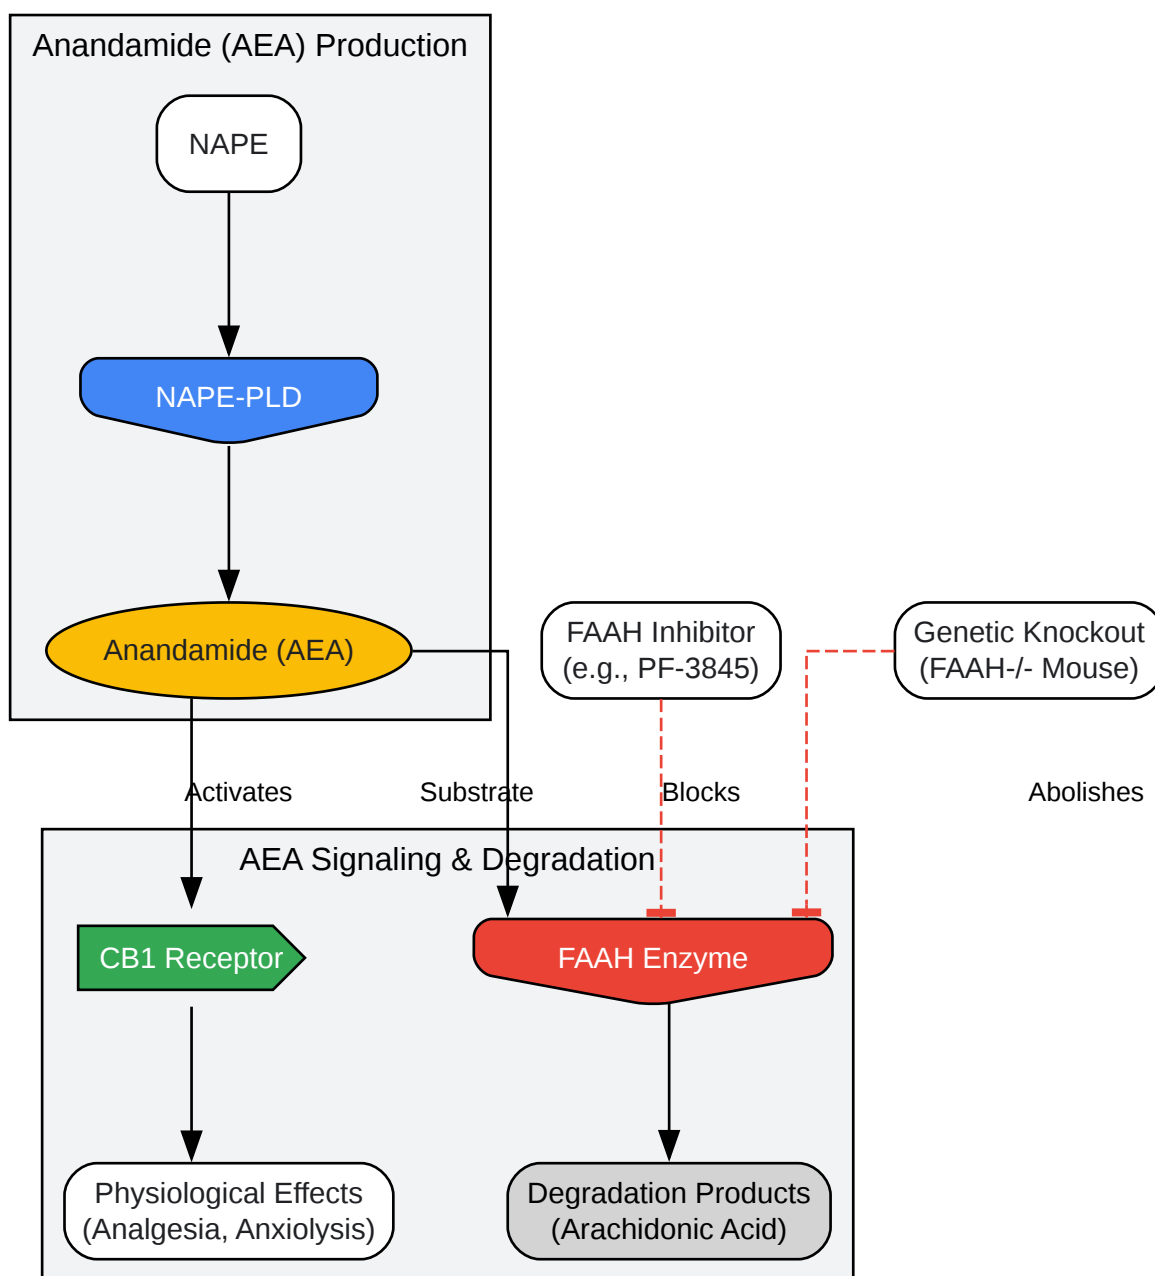 Anandamide (AEA) Production
NAPE
NAPE-PLD
Anandamide (AEA)
FAAH Inhibitor
(e.g., PF-3845)
Genetic Knockout
(FAAH-/- Mouse)
Activates
Substrate
Blocks
Abolishes
AEA Signaling & Degradation
CB1 Receptor
FAAH Enzyme
Physiological Effects
(Analgesia, Anxiolysis)
Degradation Products
(Arachidonic Acid)